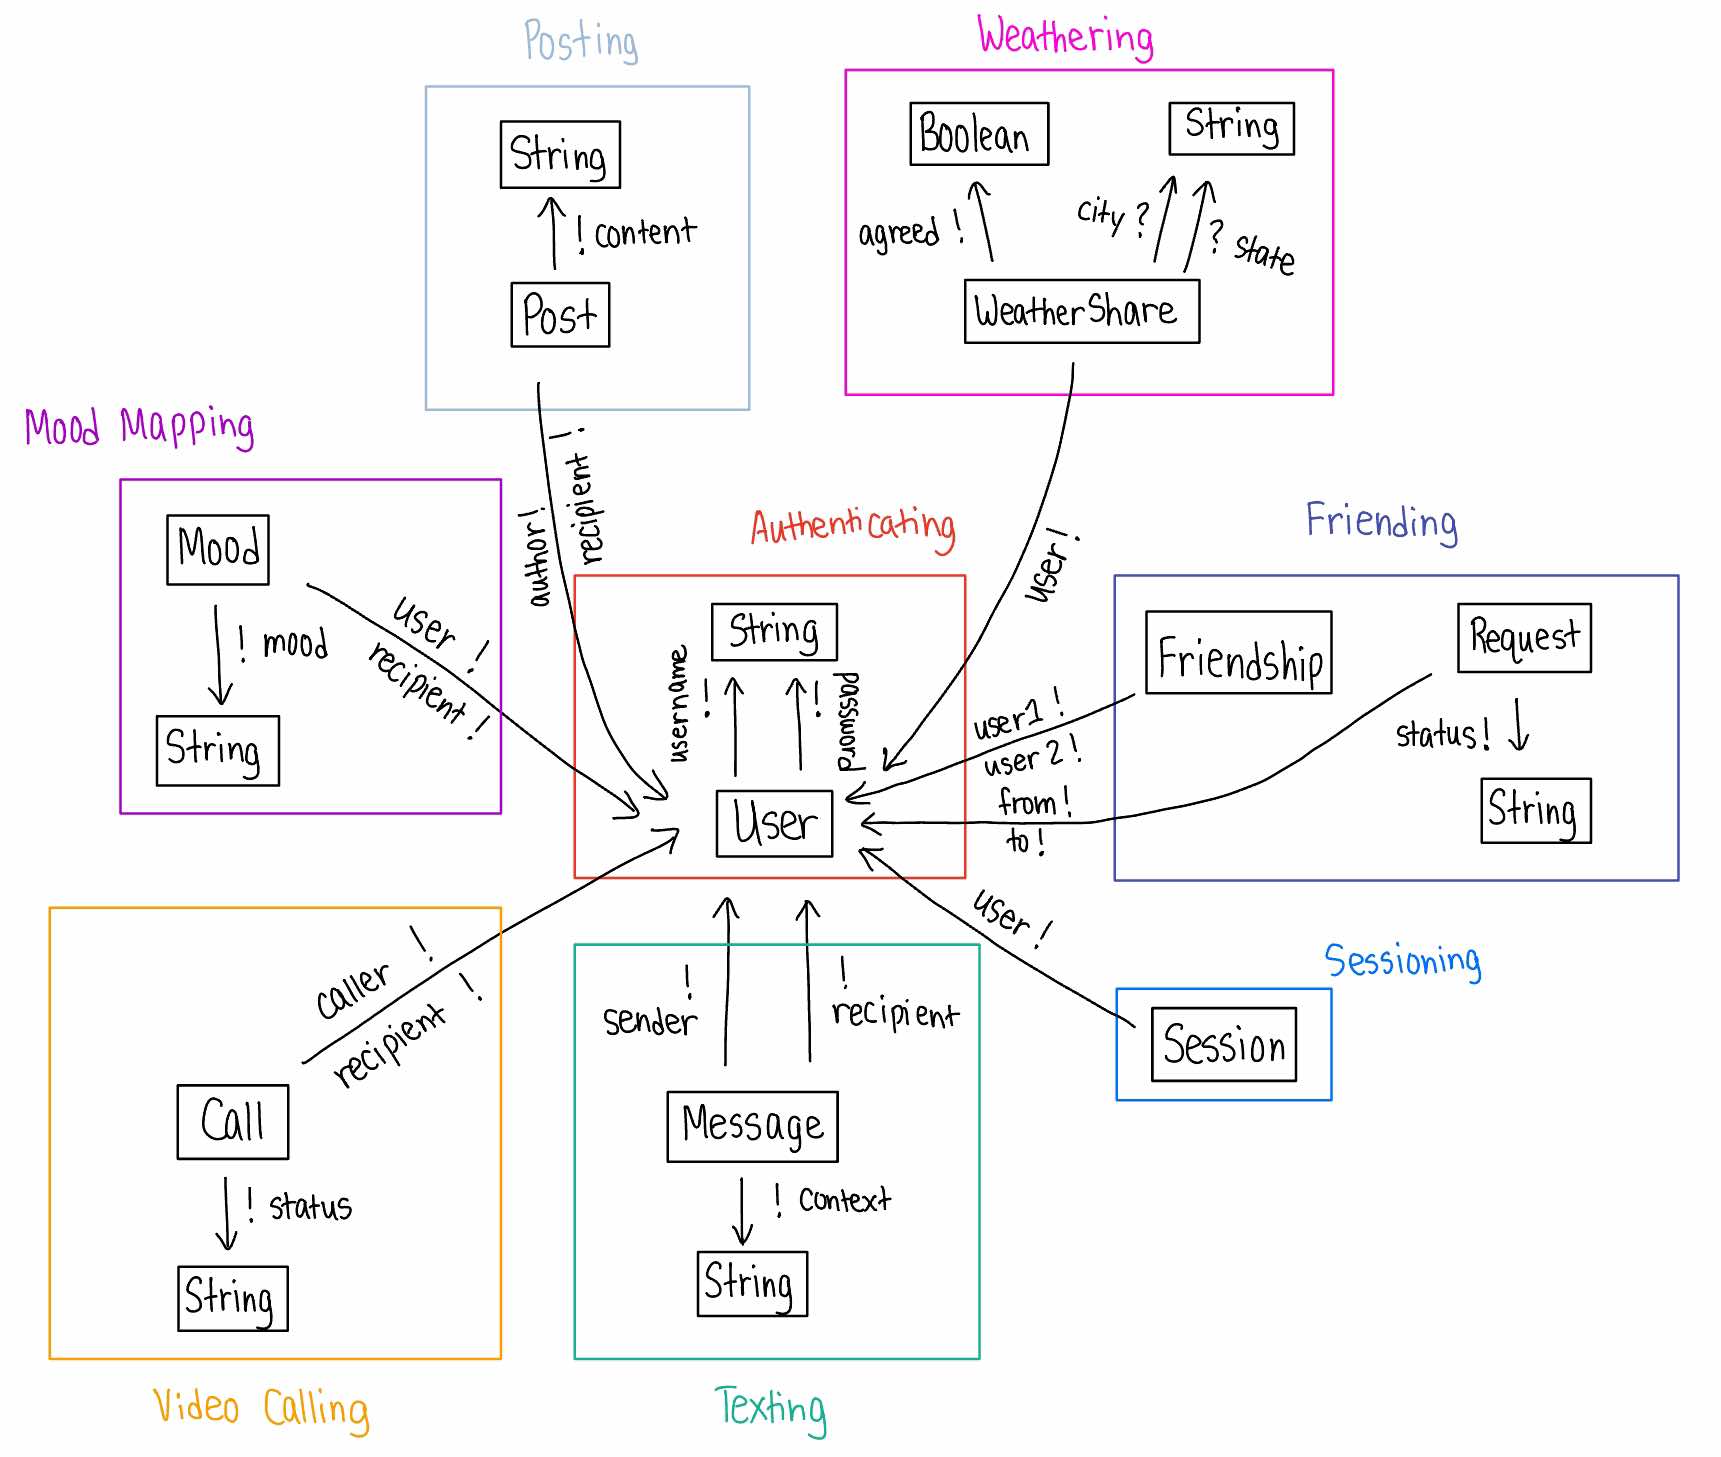 Posting
String
! content
Post
author!
recipient !
Weathering
Boolean
String
agreed !
city ?
? state
WeatherShare
user!
Mood Mapping
Mood
! mood
String
user !
recipient !
Authenticating
String
username !
! password
User
Friending
Friendship
Request
status!
String
user1 !
user 2 !
from !
to !
Sessioning
Session
user !
caller !
recipient !
Call
! status
String
Video Calling
! sender
! recipient
Message
! context
String
Texting